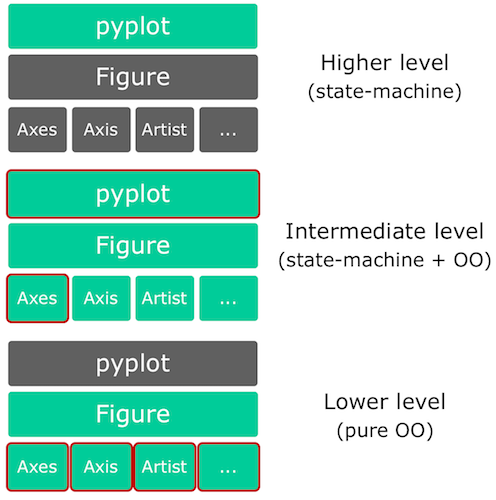 pyplot
Figure
Axes Axis Artist ...
Higher level
(state-machine)
pyplot
Figure
Axes Axis Artist ...
Intermediate level
(state-machine + OO)
pyplot
Figure
Axes Axis Artist ...
Lower level
(pure OO)